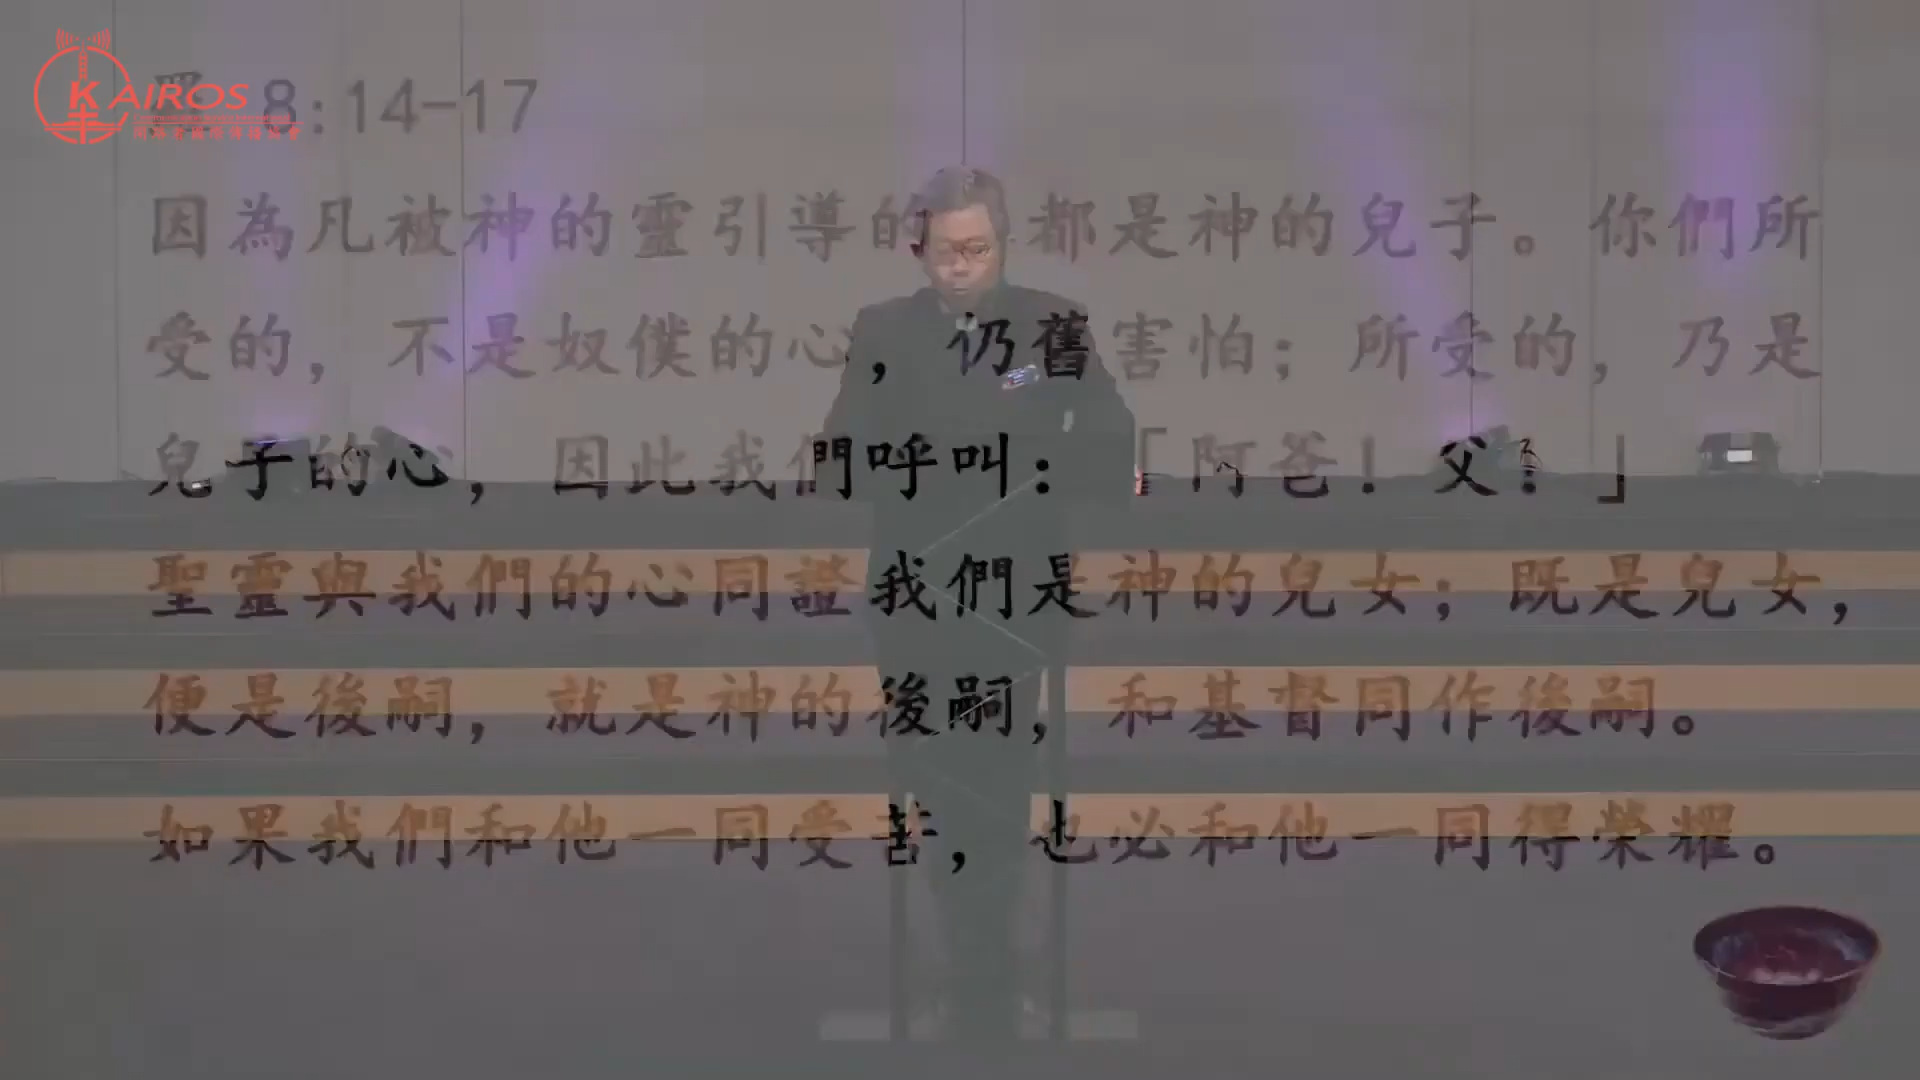 KAIROS
羅 8:14-17
因為凡被神的靈引導的 都是神的兒子。你們所
受的，不是奴僕的心，仍舊害怕；所受的，乃是
兒子的心，因此我們呼叫：「阿爸！父！」
聖靈與我們的心同證我們是神的兒女；既是兒女，
便是後嗣，就是神的後嗣，和基督同作後嗣。
如果我們和他一同受苦，也必和他一同得榮耀。